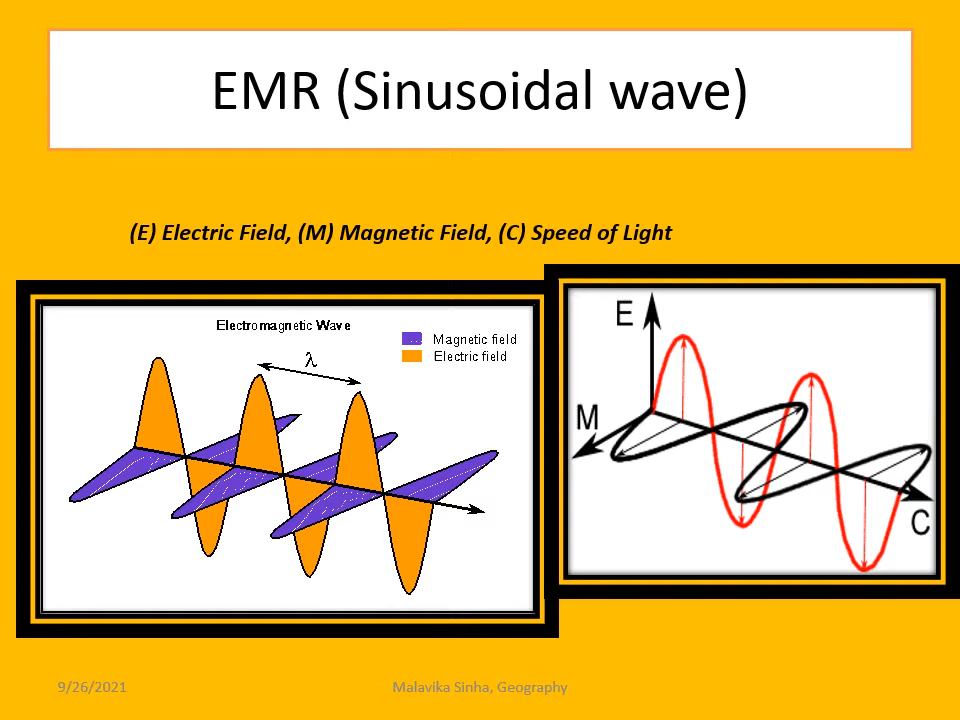 EMR (Sinusoidal wave)
(E) Electric Field, (M) Magnetic Field, (C) Speed of Light
Electromagnetic Wave
Magnetic field
Electric field
λ
E
M
C
9/26/2021
Malavika Sinha, Geography